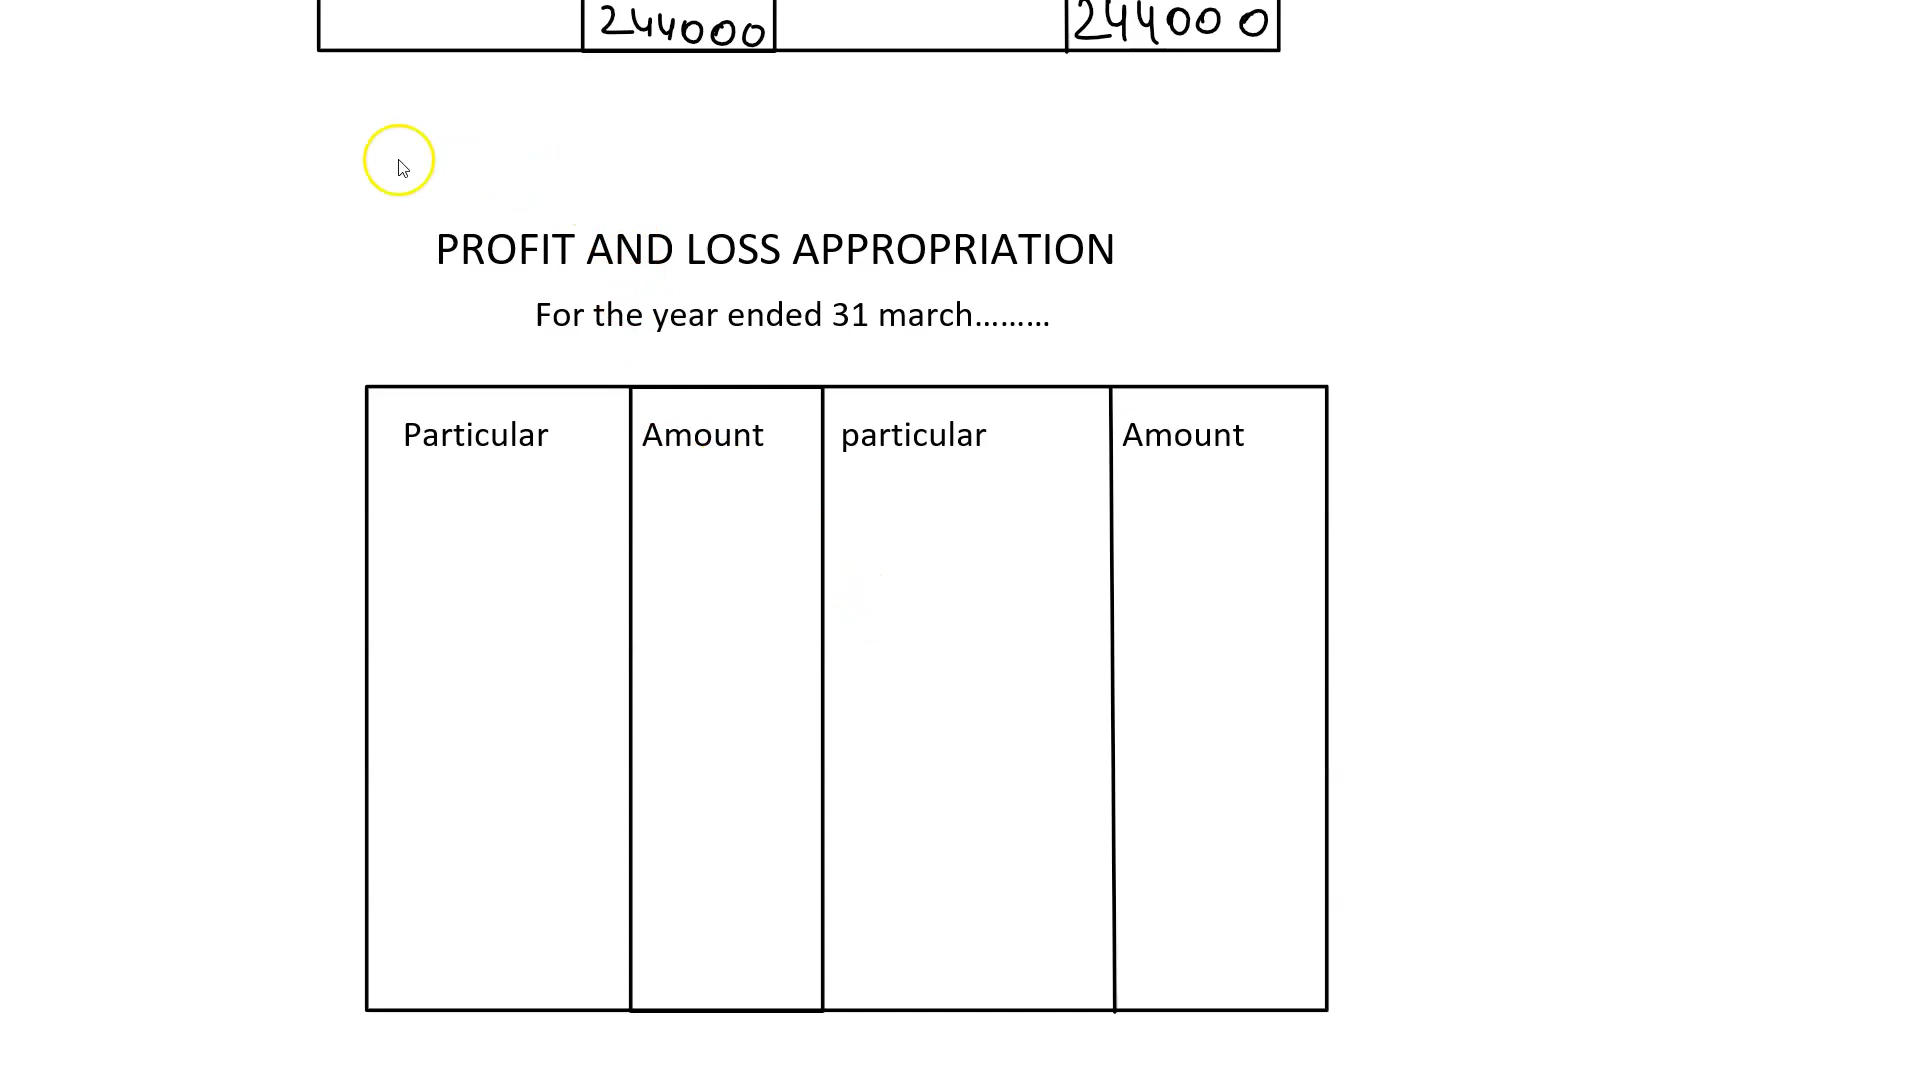 244000 244000
PROFIT AND LOSS APPROPRIATION
For the year ended 31 march.........
Particular Amount particular Amount